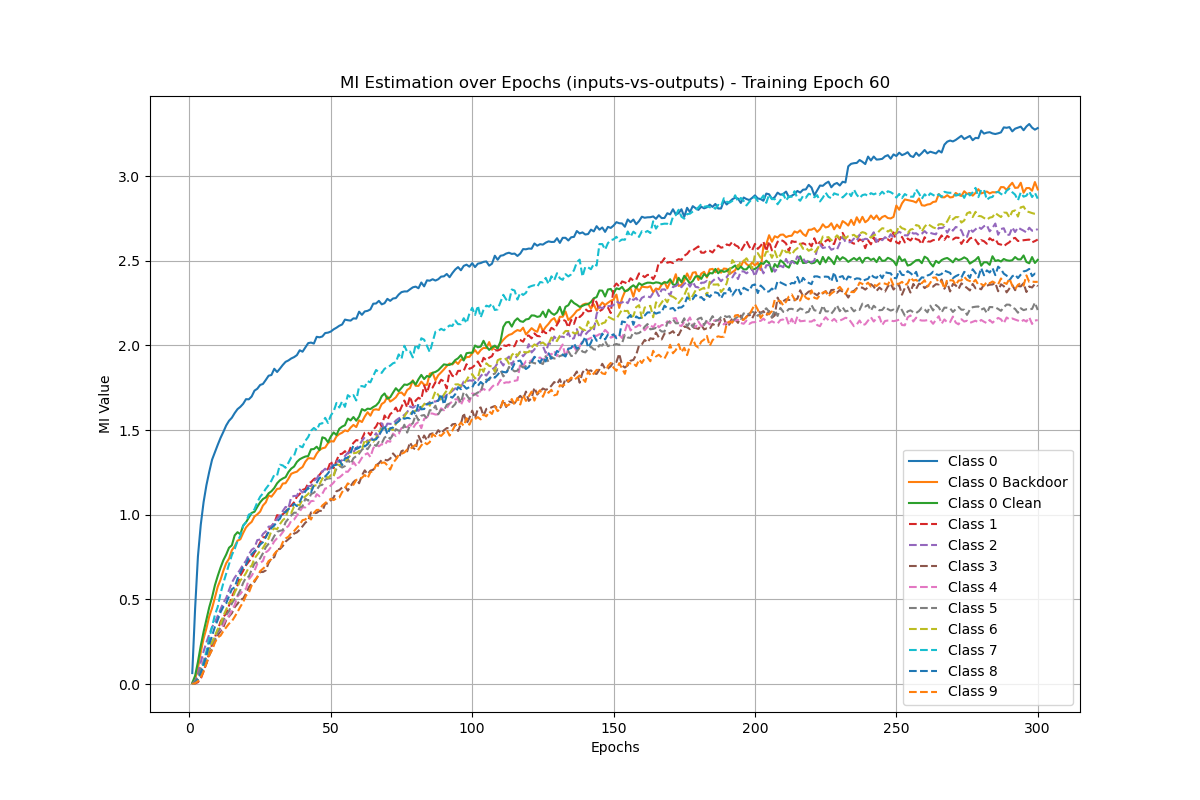 MI Estimation over Epochs (inputs-vs-outputs) - Training Epoch 60
MI Value
3.0
2.5
2.0
1.5
1.0
0.5
0.0
0 50 100 150 200 250 300
Epochs
Class 0
Class 0 Backdoor
Class 0 Clean
Class 1
Class 2
Class 3
Class 4
Class 5
Class 6
Class 7
Class 8
Class 9